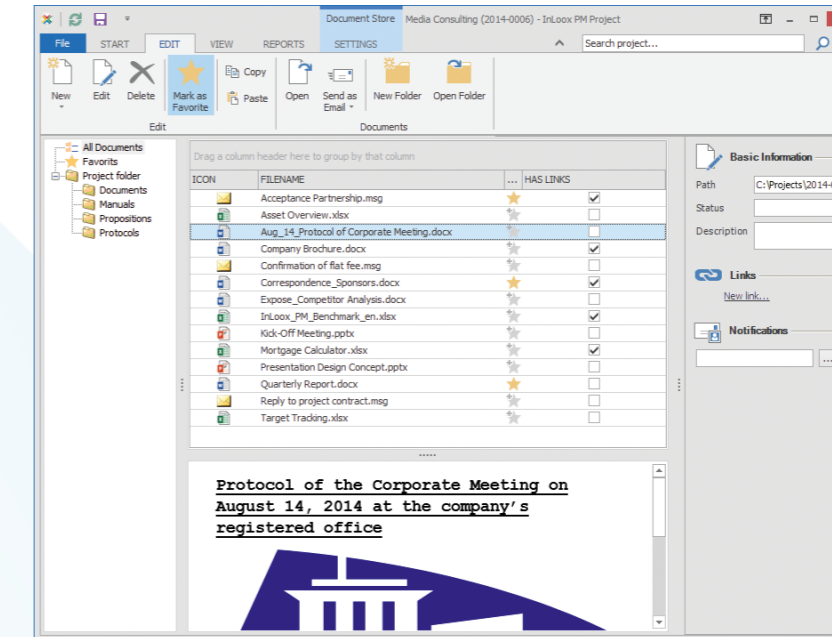 Document Store Media Consulting (2014-0006) - InLoox PM Project
File START EDIT VIEW REPORTS SETTINGS Search project...
New Edit Delete Mark as Favorite Copy Paste Open Send as Email New Folder Open Folder
Edit Documents
All Documents
Favorits
Project folder
Documents
Manuals
Propositions
Protocols
Drag a column header here to group by that column
ICON FILENAME ... HAS LINKS
Acceptance Partnership.msg
Asset Overview.xlsx
Aug_14_Protocol of Corporate Meeting.docx
Company Brochure.docx
Confirmation of flat fee.msg
Correspondence_Sponsors.docx
Expose_Competitor Analysis.docx
InLoox_PM_Benchmark_en.xlsx
Kick-Off Meeting.pptx
Mortgage Calculator.xlsx
Presentation Design Concept.pptx
Quarterly Report.docx
Reply to project contract.msg
Target Tracking.xlsx
Protocol of the Corporate Meeting on
August 14, 2014 at the company's
registered office
Basic Information
Path C:\Projects\2014-
Status
Description
Links
New link...
Notifications
...